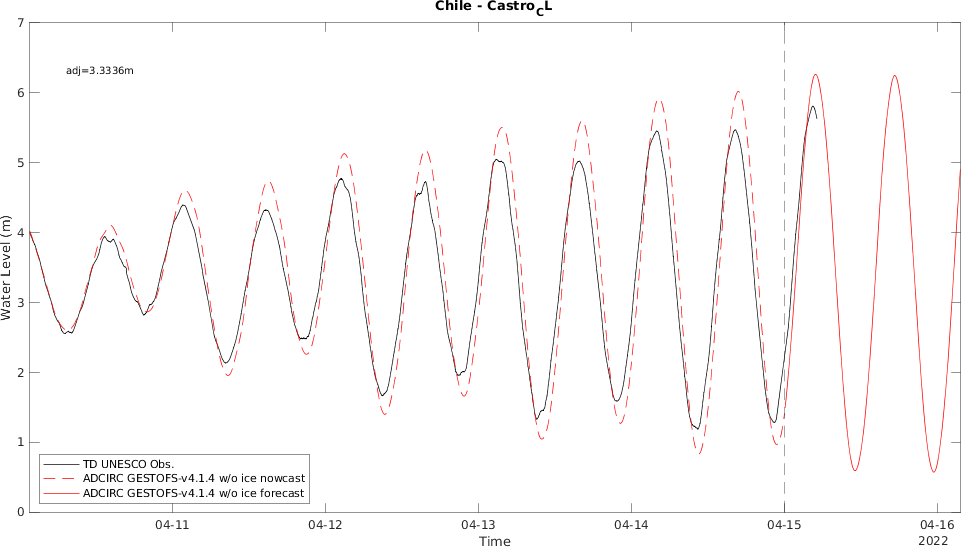 Chile - CastroCL
7
adj=3.3336m
6
5
4
3
2
1
0
Water Level (m)
TD UNESCO Obs.
ADCIRC GESTOFS-v4.1.4 w/o ice nowcast
ADCIRC GESTOFS-v4.1.4 w/o ice forecast
04-11 04-12 04-13 04-14 04-15 04-16
Time 2022